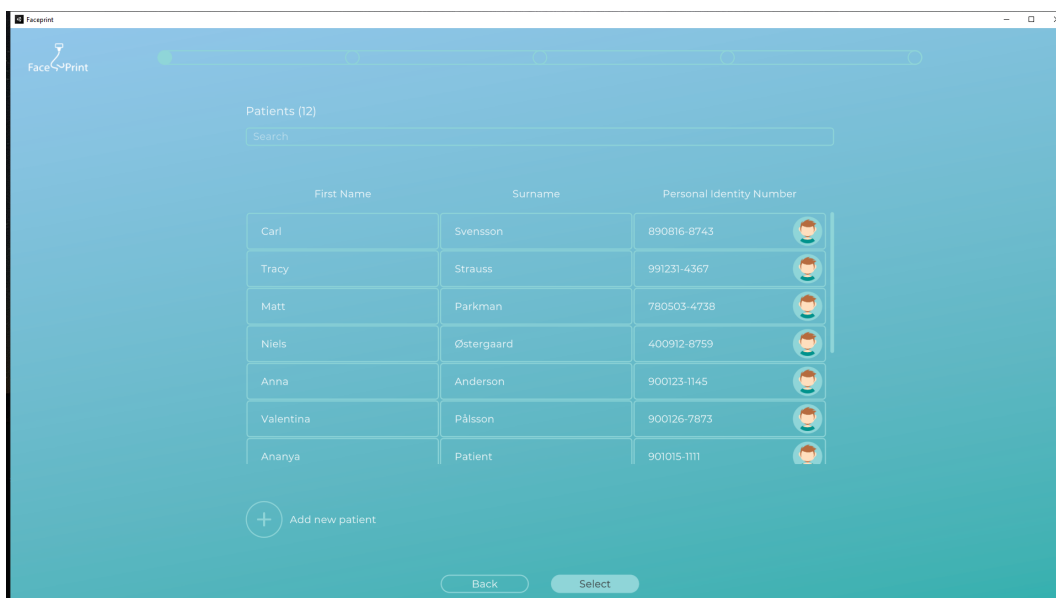 Faceprint
Face Print
Patients (12)
Search
First Name Surname Personal Identity Number
Carl Svensson 890816-8743
Tracy Strauss 991231-4367
Matt Parkman 780503-4738
Niels Østergaard 400912-8759
Anna Anderson 900123-1145
Valentina Pålsson 900126-7873
Ananya Patient 901015-1111
Add new patient
Back Select